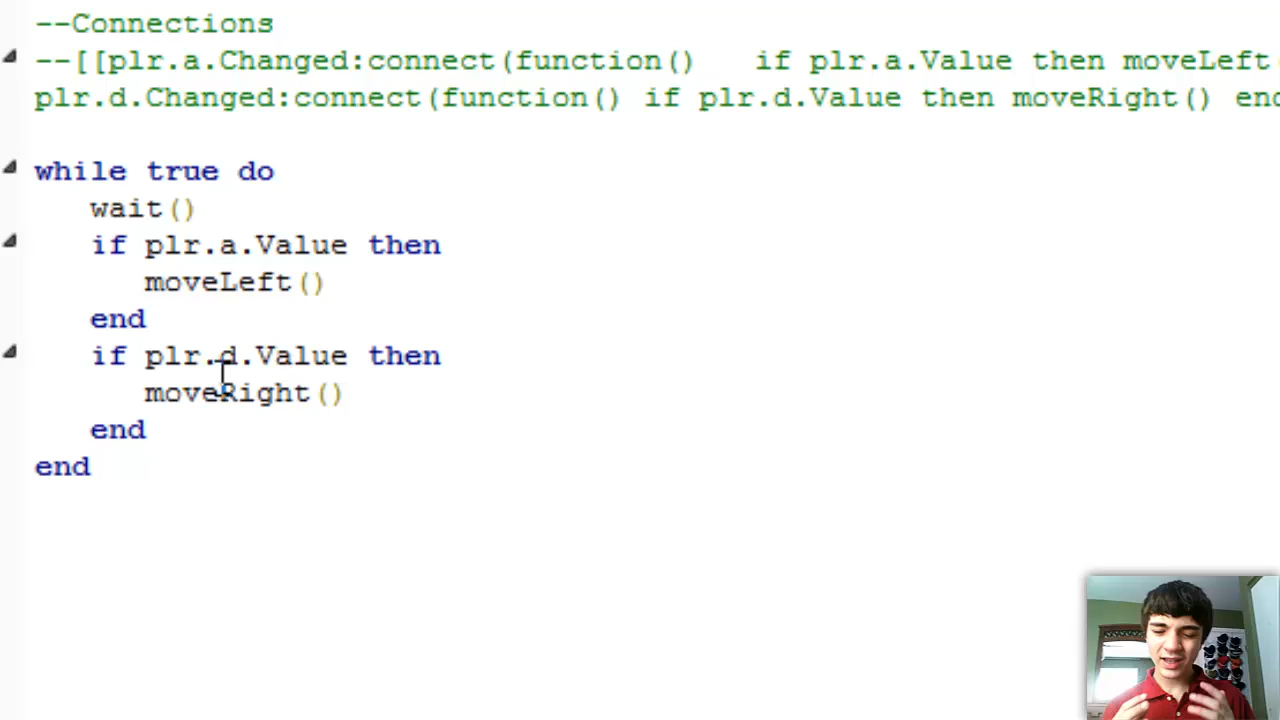 --Connections
--[[plr.a.Changed:connect(function()   if plr.a.Value then moveLeft(
plr.d.Changed:connect(function() if plr.d.Value then moveRight() end
while true do
wait()
if plr.a.Value then
moveLeft()
end
if plr.d.Value then
moveRight()
end
end